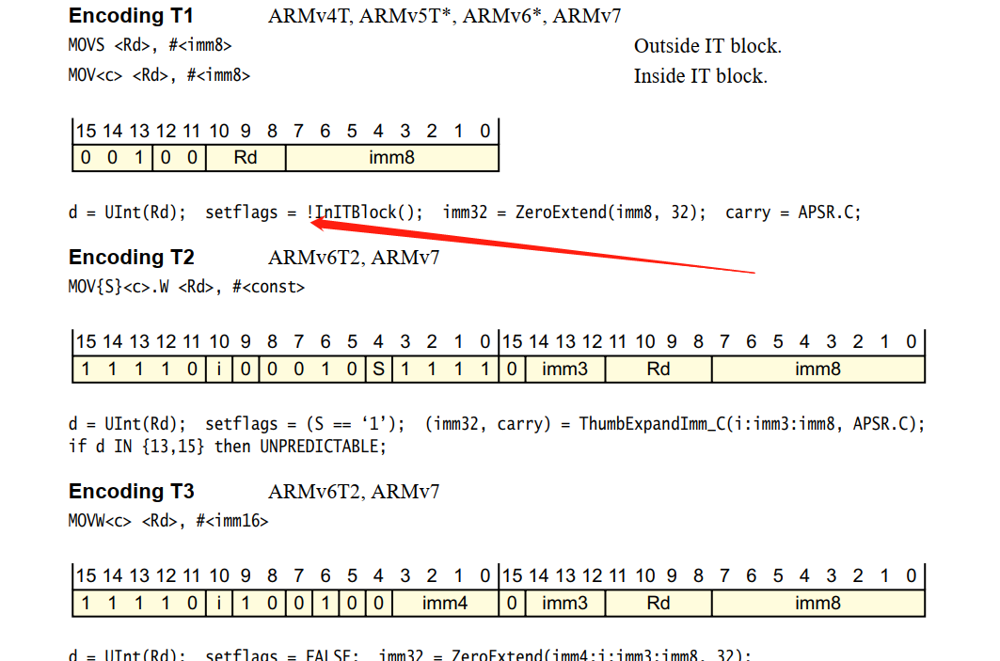 Encoding T1 ARMv4T, ARMv5T*, ARMv6*, ARMv7
MOVS <Rd>, #<imm8> Outside IT block.
MOV<c> <Rd>, #<imm8> Inside IT block.
15 14 13 12 11 10 9 8 7 6 5 4 3 2 1 0
0 0 1 0 0 Rd imm8
d = UInt(Rd); setflags = !InITBlock(); imm32 = ZeroExtend(imm8, 32); carry = APSR.C;
Encoding T2 ARMv6T2, ARMv7
MOV{S}<c>.W <Rd>, #<const>
15 14 13 12 11 10 9 8 7 6 5 4 3 2 1 0 15 14 13 12 11 10 9 8 7 6 5 4 3 2 1 0
1 1 1 1 0 i 0 0 0 1 0 S 1 1 1 1 0 imm3 Rd imm8
d = UInt(Rd); setflags = (S == ‘1’); (imm32, carry) = ThumbExpandImm_C(i:imm3:imm8, APSR.C);
if d IN {13,15} then UNPREDICTABLE;
Encoding T3 ARMv6T2, ARMv7
MOVW<c> <Rd>, #<imm16>
15 14 13 12 11 10 9 8 7 6 5 4 3 2 1 0 15 14 13 12 11 10 9 8 7 6 5 4 3 2 1 0
1 1 1 1 0 i 1 0 0 1 0 0 imm4 0 imm3 Rd imm8
d = UInt(Rd); setflags = FALSE; imm32 = ZeroExtend(imm4:i:imm3:imm8, 32);